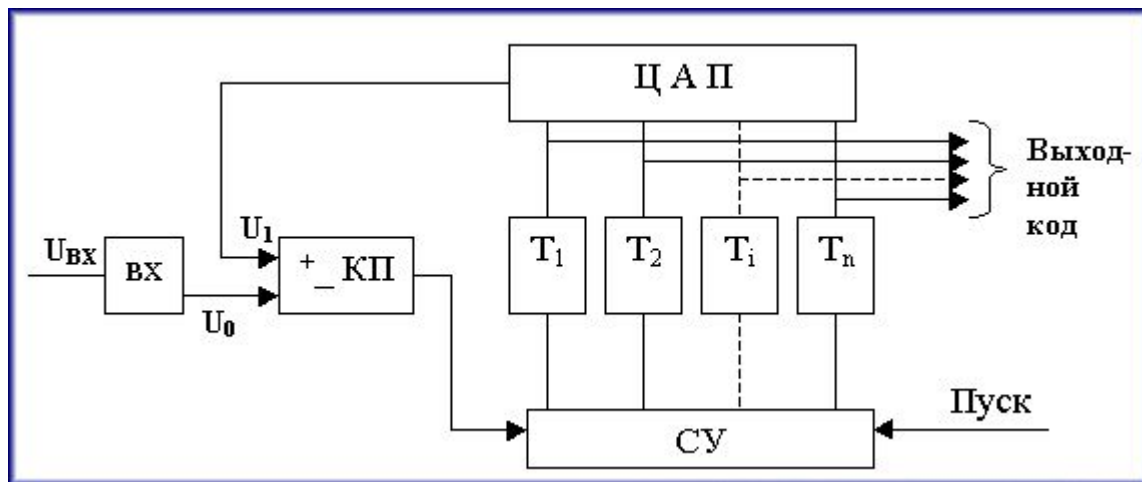 Ц А П
Выход-
ной
код
U₁
T₁ T₂ Tᵢ Tₙ
Uвх
вх
+
_ КП
U₀
Пуск
СУ